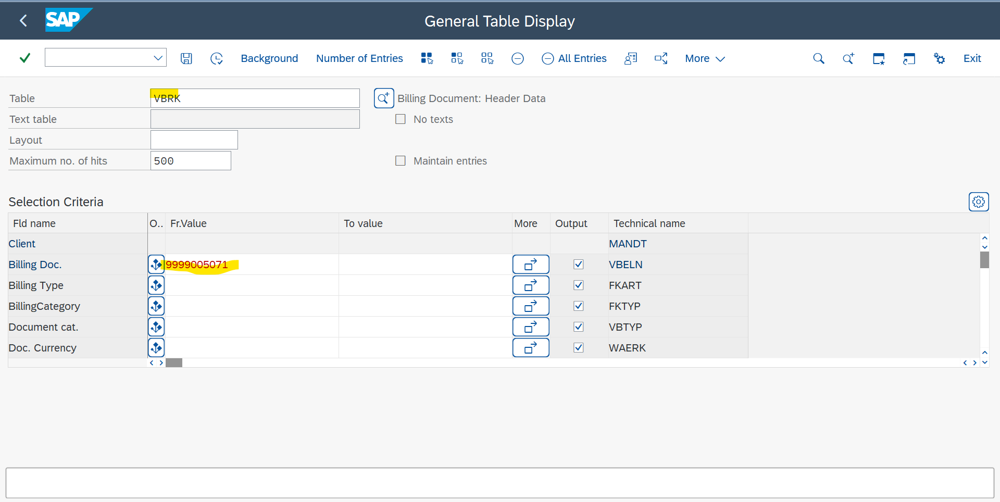 SAP General Table Display
Background Number of Entries All Entries More Exit
Table VBRK Billing Document: Header Data
Text table No texts
Layout
Maximum no. of hits 500 Maintain entries
Selection Criteria
Fld name O.. Fr.Value To value More Output Technical name
Client MANDT
Billing Doc. 9999005071 VBELN
Billing Type FKART
BillingCategory FKTYP
Document cat. VBTYP
Doc. Currency WAERK